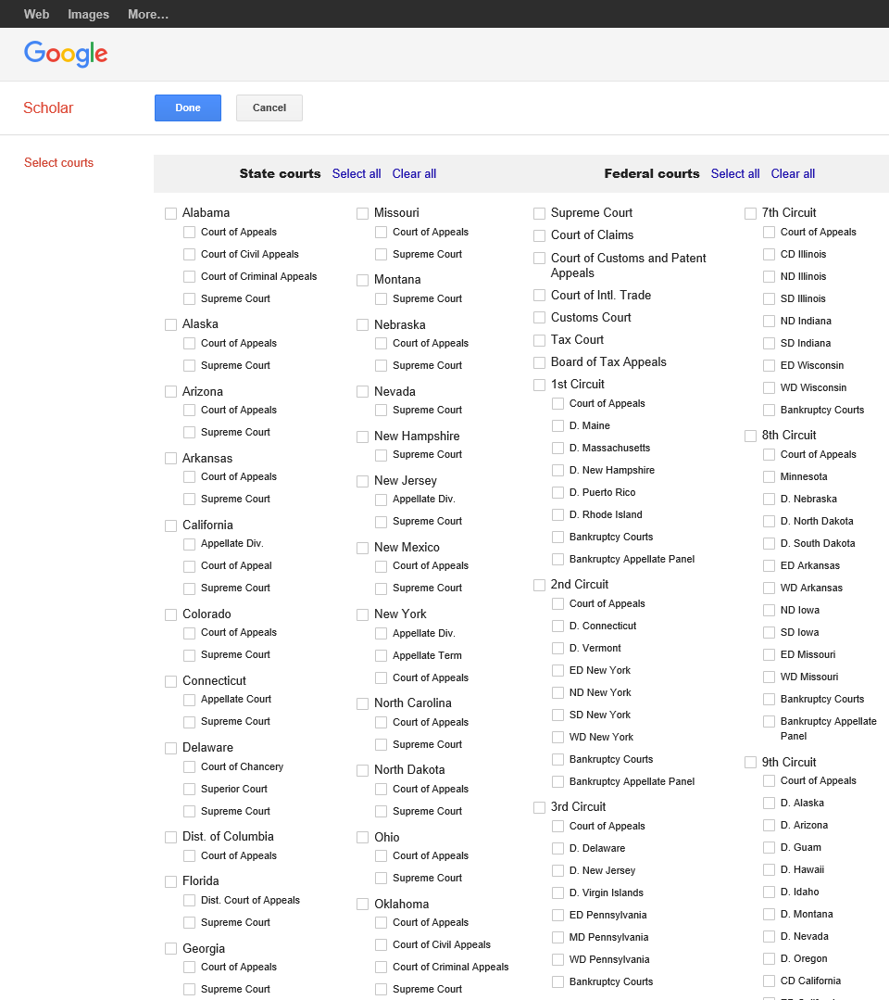 Web Images More…
Google
Scholar
Done Cancel
Select courts
State courts Select all Clear all
Federal courts Select all Clear all
Alabama
Court of Appeals
Court of Civil Appeals
Court of Criminal Appeals
Supreme Court
Alaska
Court of Appeals
Supreme Court
Arizona
Court of Appeals
Supreme Court
Arkansas
Court of Appeals
Supreme Court
California
Appellate Div.
Court of Appeal
Supreme Court
Colorado
Court of Appeals
Supreme Court
Connecticut
Appellate Court
Supreme Court
Delaware
Court of Chancery
Superior Court
Supreme Court
Dist. of Columbia
Court of Appeals
Florida
Dist. Court of Appeals
Supreme Court
Georgia
Court of Appeals
Supreme Court
Missouri
Court of Appeals
Supreme Court
Montana
Supreme Court
Nebraska
Court of Appeals
Supreme Court
Nevada
Supreme Court
New Hampshire
Supreme Court
New Jersey
Appellate Div.
Supreme Court
New Mexico
Court of Appeals
Supreme Court
New York
Appellate Div.
Appellate Term
Court of Appeals
North Carolina
Court of Appeals
Supreme Court
North Dakota
Court of Appeals
Supreme Court
Ohio
Court of Appeals
Supreme Court
Oklahoma
Court of Appeals
Court of Civil Appeals
Court of Criminal Appeals
Supreme Court
Supreme Court
Court of Claims
Court of Customs and Patent
Appeals
Court of Intl. Trade
Customs Court
Tax Court
Board of Tax Appeals
1st Circuit
Court of Appeals
D. Maine
D. Massachusetts
D. New Hampshire
D. Puerto Rico
D. Rhode Island
Bankruptcy Courts
Bankruptcy Appellate Panel
2nd Circuit
Court of Appeals
D. Connecticut
D. Vermont
ED New York
ND New York
SD New York
WD New York
Bankruptcy Courts
Bankruptcy Appellate Panel
3rd Circuit
Court of Appeals
D. Delaware
D. New Jersey
D. Virgin Islands
ED Pennsylvania
MD Pennsylvania
WD Pennsylvania
Bankruptcy Courts
7th Circuit
Court of Appeals
CD Illinois
ND Illinois
SD Illinois
ND Indiana
SD Indiana
ED Wisconsin
WD Wisconsin
Bankruptcy Courts
8th Circuit
Court of Appeals
Minnesota
D. Nebraska
D. North Dakota
D. South Dakota
ED Arkansas
WD Arkansas
ND Iowa
SD Iowa
ED Missouri
WD Missouri
Bankruptcy Courts
Bankruptcy Appellate
Panel
9th Circuit
Court of Appeals
D. Alaska
D. Arizona
D. Guam
D. Hawaii
D. Idaho
D. Montana
D. Nevada
D. Oregon
CD California